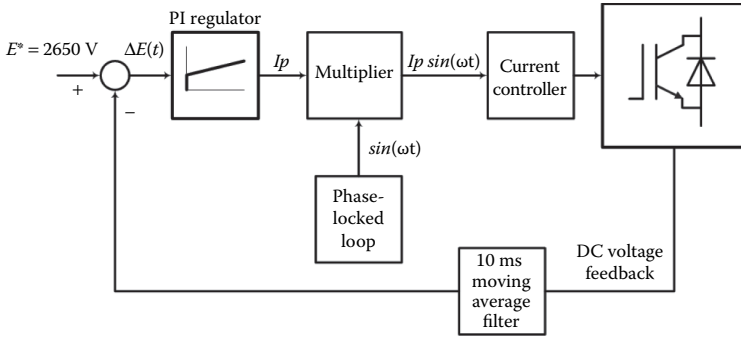 PI regulator
E* = 2650 V
ΔE(t)
+
−
Ip
Multiplier
Ip sin(ωt)
Current
controller
sin(ωt)
Phase-
locked
loop
10 ms
moving
average
filter
DC voltage
feedback